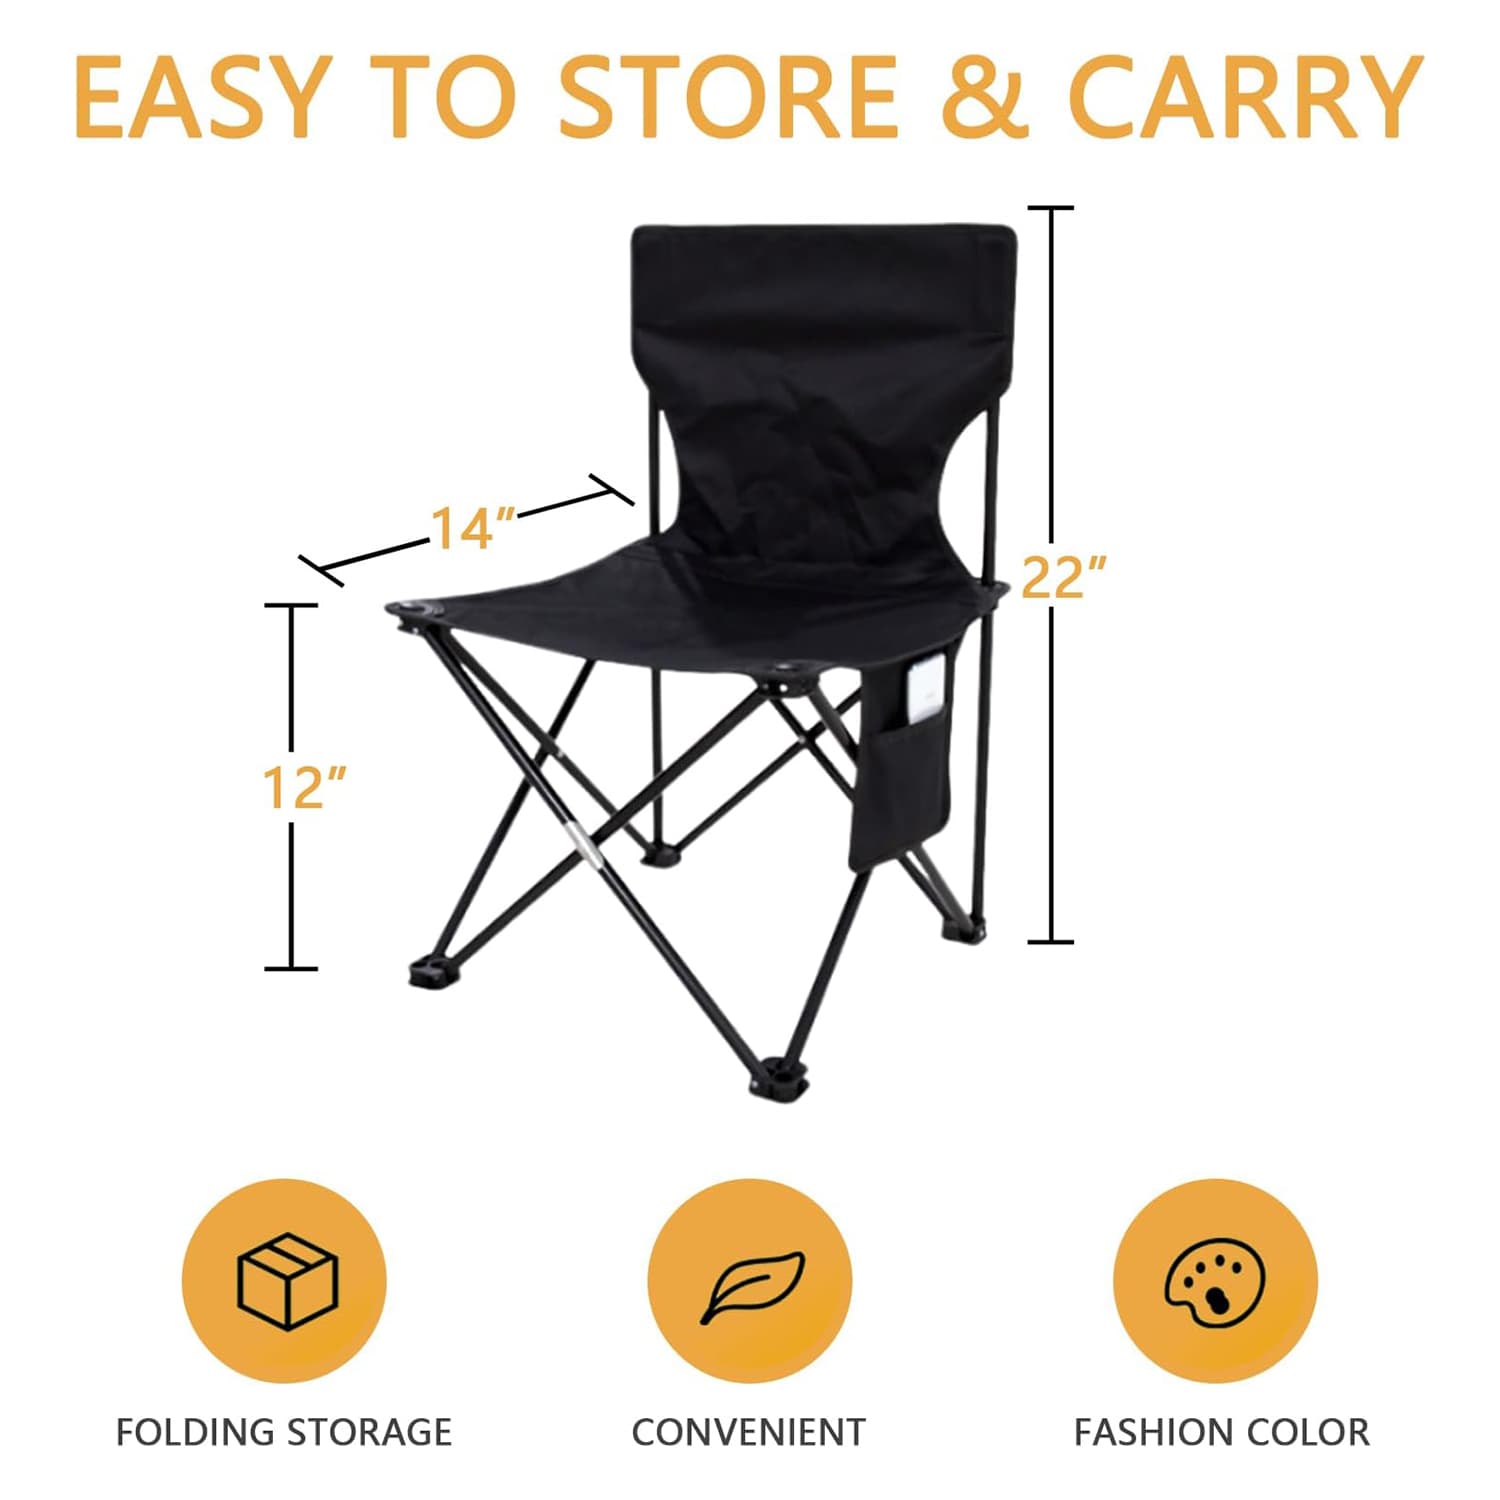 EASY TO STORE & CARRY
14″
22″
12″
FOLDING STORAGE
CONVENIENT
FASHION COLOR